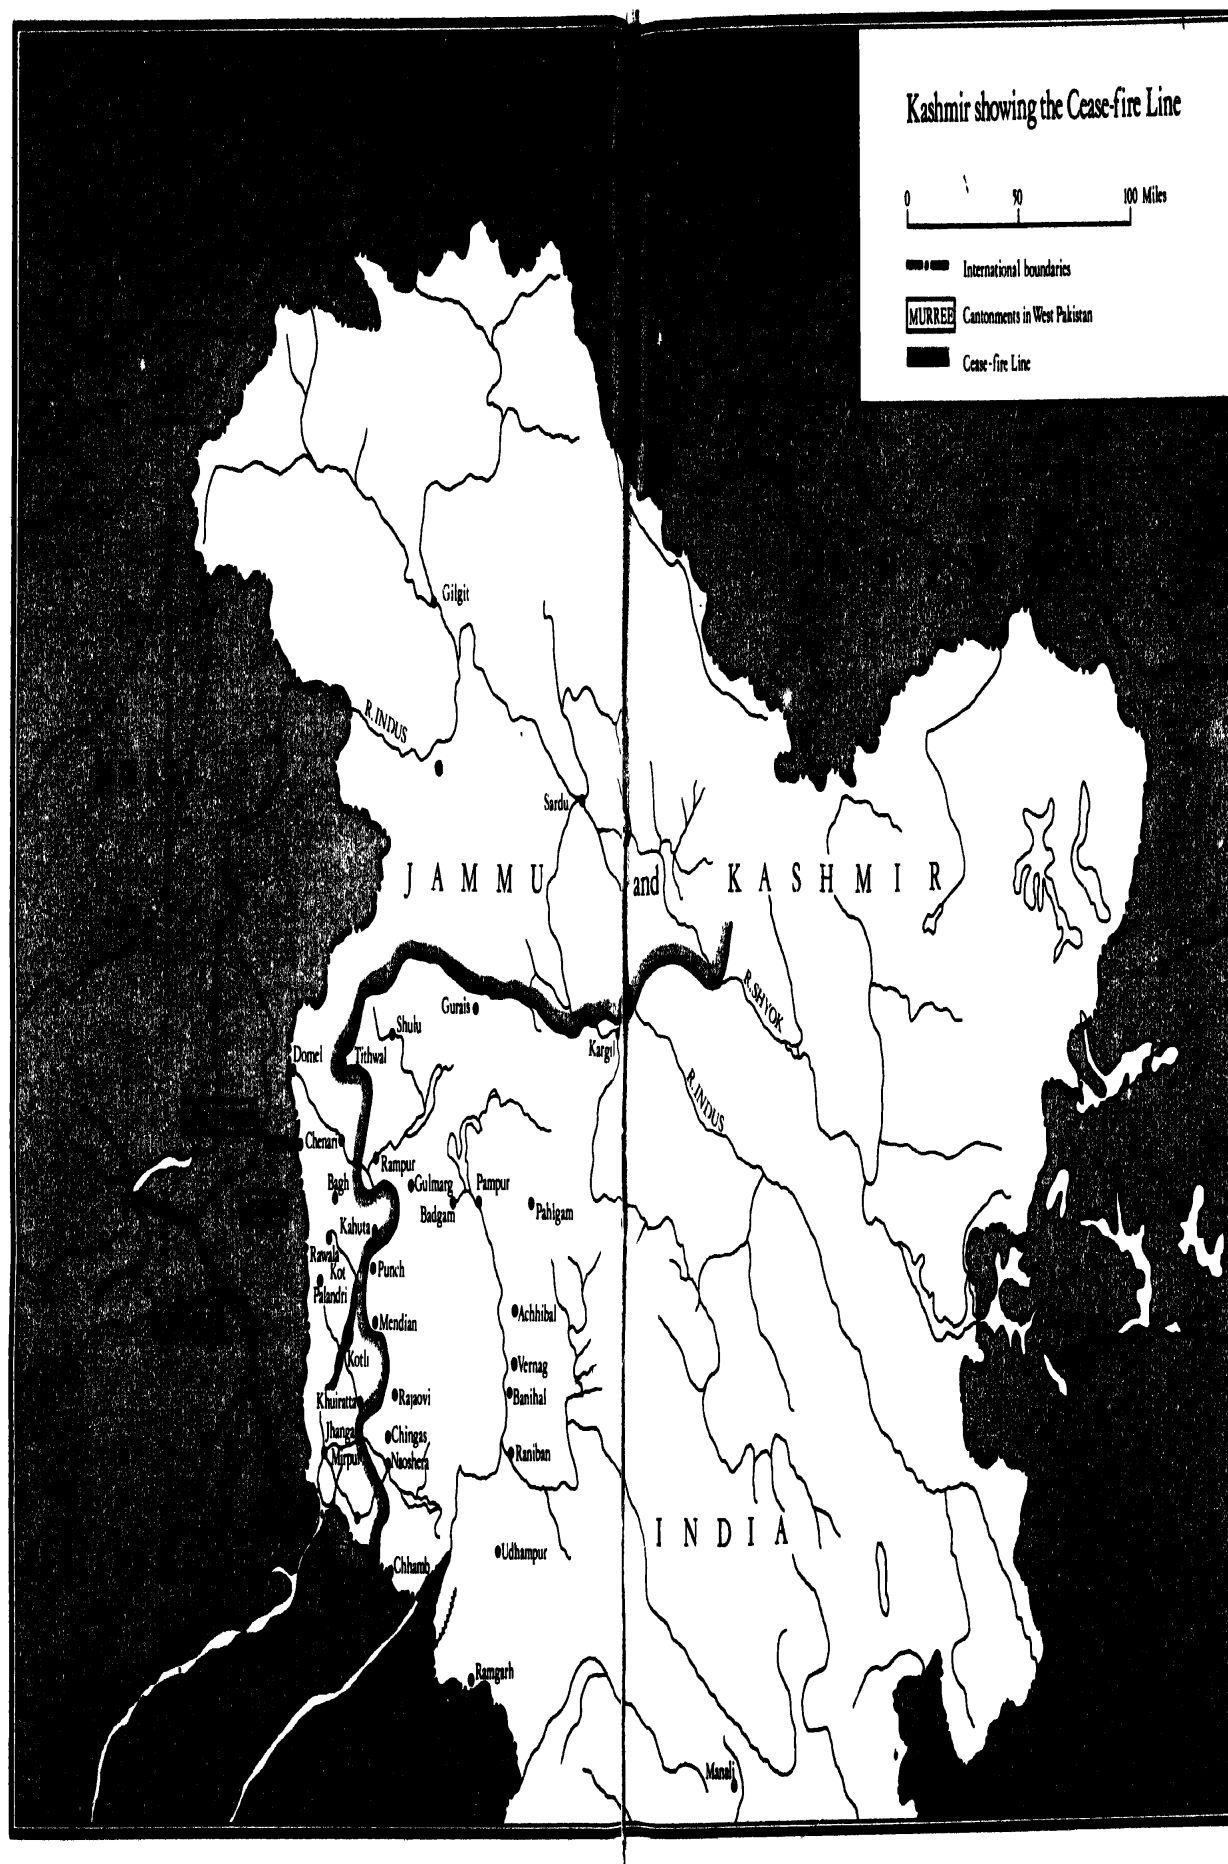 Kashmir showing the Cease-fire Line
0 50 100 Miles
International boundaries
MURREE Cantonments in West Pakistan
Cease-fire Line
Gilgit
R. INDUS
Sardu
JAMMU and KASHMIR
Gurais
Shulu
R. SHYOK
Domel
Tithwal
Kargil
R. INDUS
Chenari
Rampur
Bagh
Gulmarg
Pampur
Badgam
Pahlgam
Kahuta
Rawala
Kot
Punch
Palandri
Achhibal
Mendian
Kotli
Vernag
Khuiratta
Rajaovi
Banihal
Jhangar
Chingas
Mirpur
Naoshera
Raniban
INDIA
Udhampur
Chhamb
Ramgarh
Manali